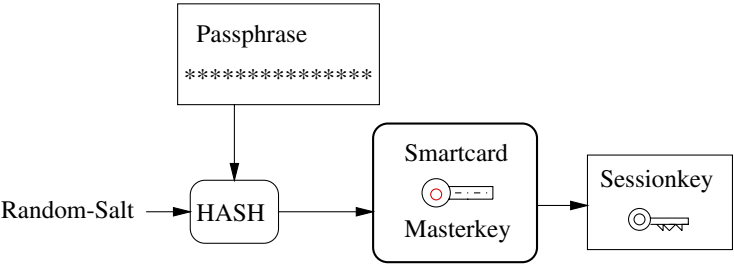 Passphrase
***************
Random-Salt
HASH
Smartcard
Masterkey
Sessionkey